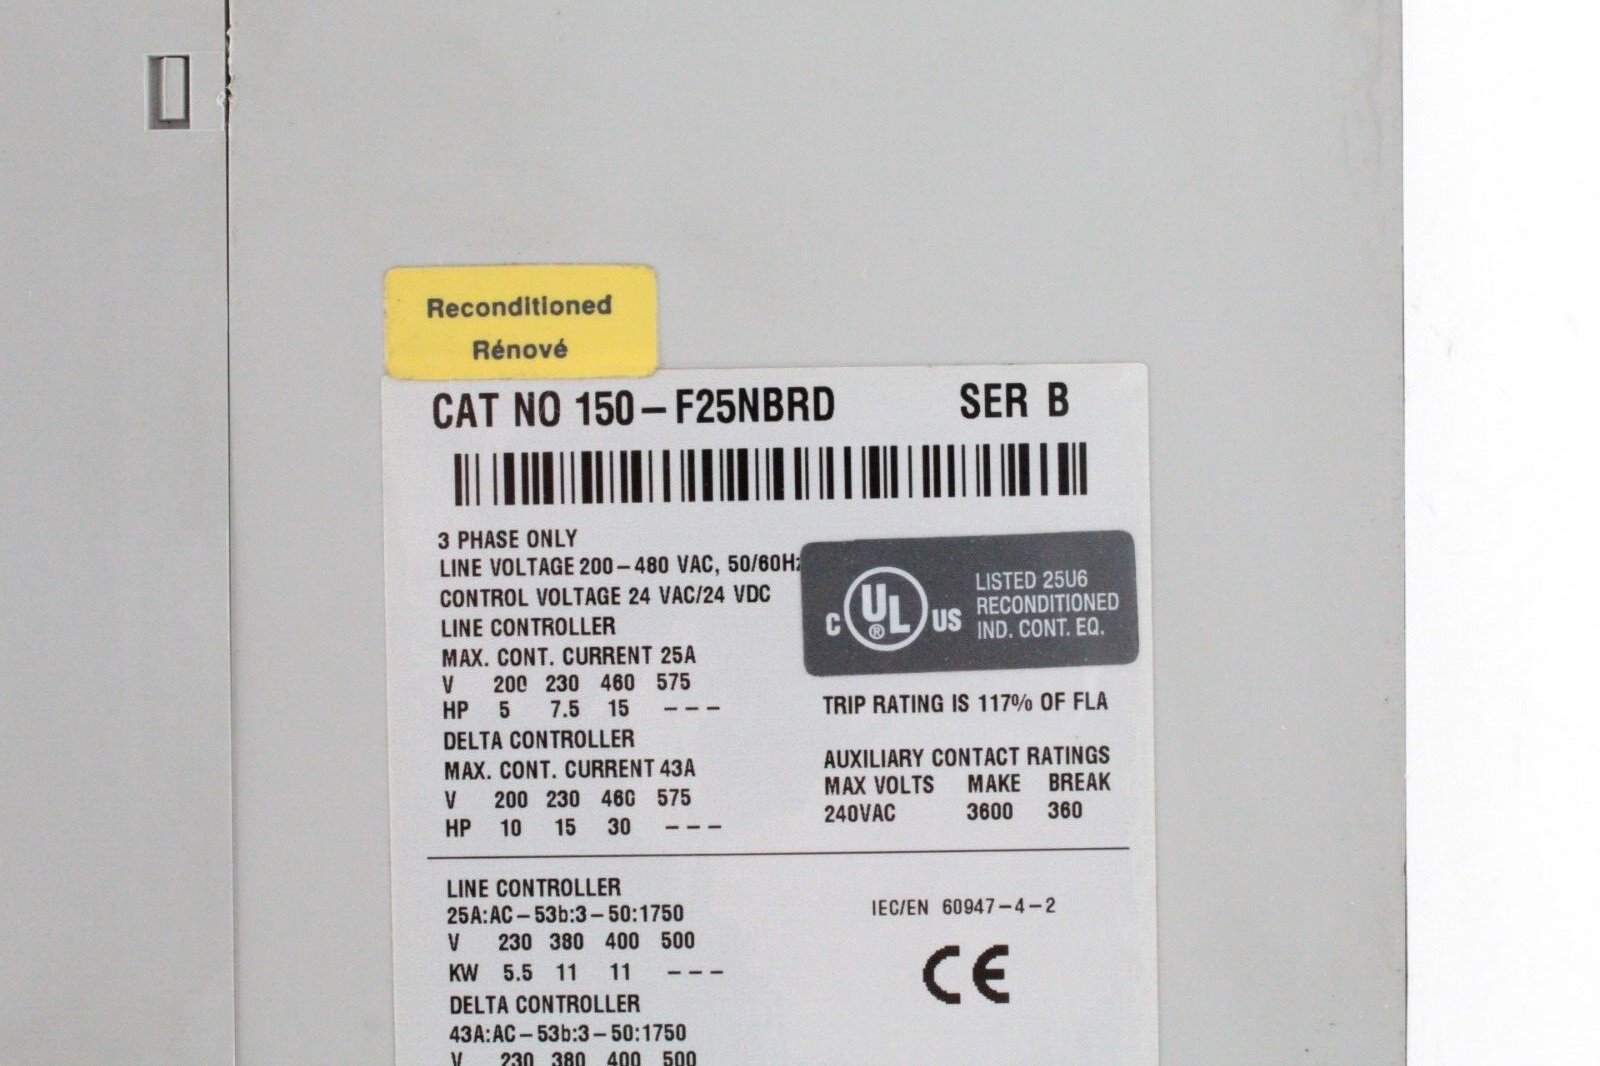 Reconditioned
Rénové
CAT NO 150-F25NBRD SER B
3 PHASE ONLY
LINE VOLTAGE 200-480 VAC, 50/60Hz
CONTROL VOLTAGE 24 VAC/24 VDC
LINE CONTROLLER
MAX. CONT. CURRENT 25A
V 200 230 460 575
HP 5 7.5 15 ---
DELTA CONTROLLER
MAX. CONT. CURRENT 43A
V 200 230 460 575
HP 10 15 30 ---
C UL ® US
LISTED 25U6
RECONDITIONED
IND. CONT. EQ.
TRIP RATING IS 117% OF FLA
AUXILIARY CONTACT RATINGS
MAX VOLTS MAKE BREAK
240VAC 3600 360
LINE CONTROLLER
25A:AC-53b:3-50:1750
V 230 380 400 500
KW 5.5 11 11 ---
DELTA CONTROLLER
43A:AC-53b:3-50:1750
V 230 380 400 500
IEC/EN 60947-4-2
CE